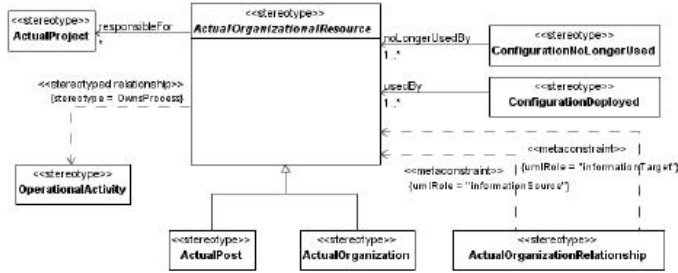 <<stereotype>>
ActualProject
responsibleFor
*
<<stereotype>>
ActualOrganizationalResource
noLongerUsedBy
1..*
<<stereotype>>
ConfigurationNoLongerUsed
usedBy
1..*
<<stereotype>>
ConfigurationDeployed
<<stereotyped relationship>>
{stereotype = OwnsProcess}
<<stereotype>>
OperationalActivity
<<metaconstraint>>
{umlRole = "informationTarget"}
<<metaconstraint>>
{umlRole = "informationSource"}
<<stereotype>>
ActualPost
<<stereotype>>
ActualOrganization
<<stereotype>>
ActualOrganizationRelationship